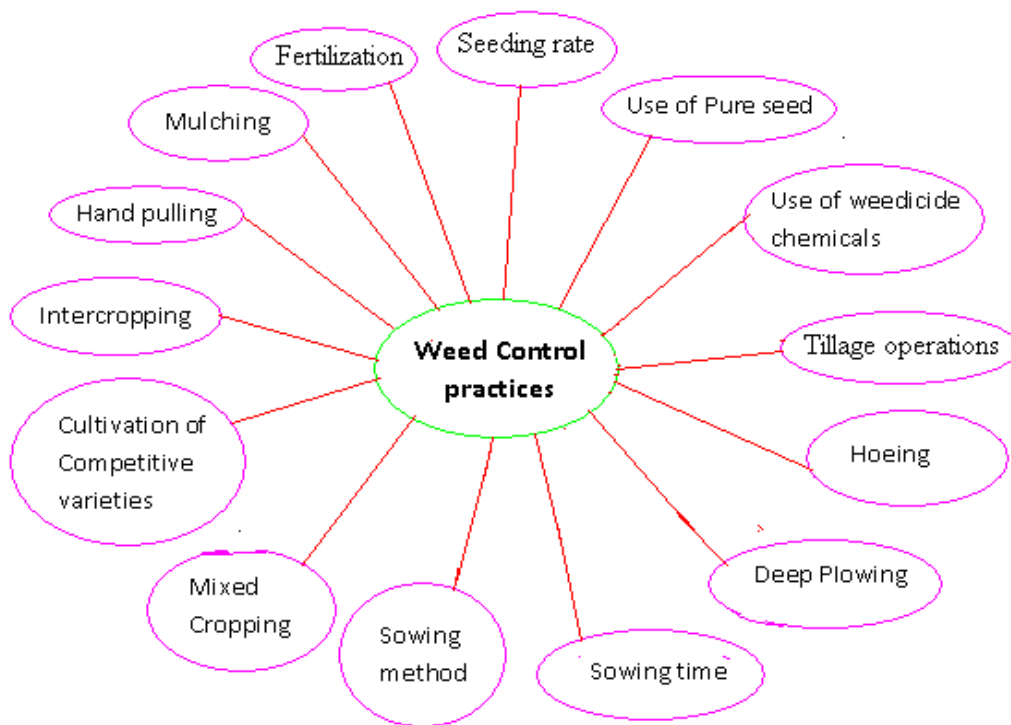 Seeding rate
Fertilization
Use of Pure seed
Mulching
Use of weedicide
chemicals
Hand pulling
Intercropping
Tillage operations
Weed Control
practices
Cultivation of
Competitive
varieties
Hoeing
Deep Plowing
Mixed
Cropping
Sowing
method
Sowing time